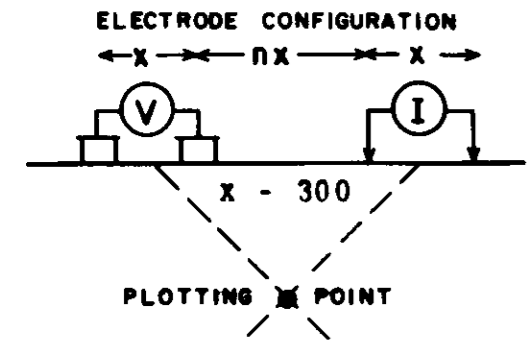 ELECTRODE CONFIGURATION
x nx x
V I
x - 300
PLOTTING POINT